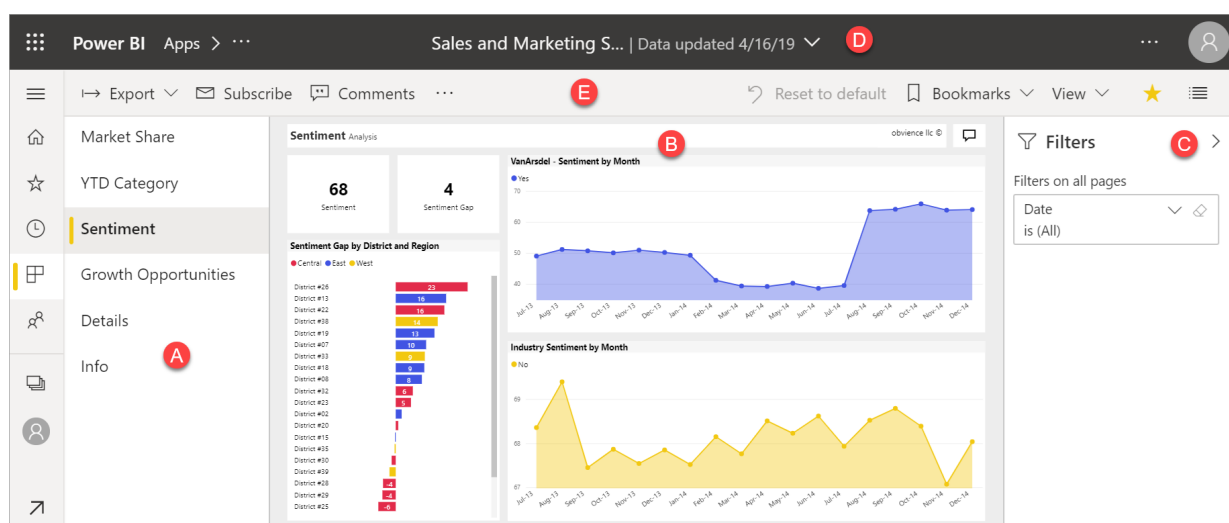 Power BI Apps > ···
Sales and Marketing S... | Data updated 4/16/19
D
···
Export
Subscribe
Comments
···
E
Reset to default
Bookmarks
View
Market Share
YTD Category
Sentiment
Growth Opportunities
Details
Info
A
Sentiment Analysis
B
obvience llc ©
68
Sentiment
4
Sentiment Gap
Sentiment Gap by District and Region
Central East West
District #26 23
District #13 16
District #22 16
District #38 14
District #19 13
District #07 10
District #33 9
District #18 9
District #08 8
District #32 6
District #23 5
District #02
District #20
District #15
District #35
District #30
District #39
District #28 -4
District #29 -4
District #25 -6
VanArsdel - Sentiment by Month
Yes
70
60
50
40
Jul-13 Aug-13 Sep-13 Oct-13 Nov-13 Dec-13 Jan-14 Feb-14 Mar-14 Apr-14 May-14 Jun-14 Jul-14 Aug-14 Sep-14 Oct-14 Nov-14 Dec-14
Industry Sentiment by Month
No
69
68
67
Jul-13 Aug-13 Sep-13 Oct-13 Nov-13 Dec-13 Jan-14 Feb-14 Mar-14 Apr-14 May-14 Jun-14 Jul-14 Aug-14 Sep-14 Oct-14 Nov-14 Dec-14
Filters
C
Filters on all pages
Date
is (All)